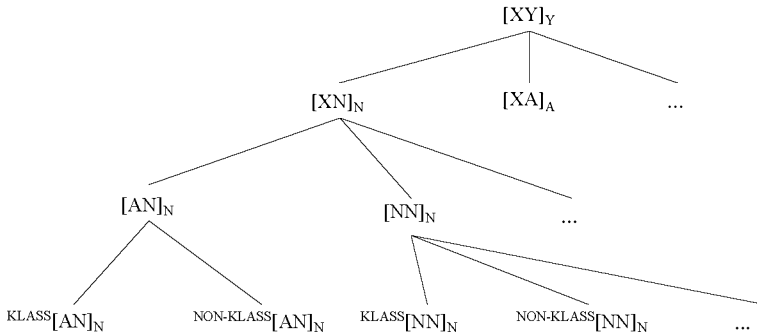 [XY]Y
[XN]N [XA]A ...
[AN]N [NN]N ...
KLASS[AN]N NON-KLASS[AN]N KLASS[NN]N NON-KLASS[NN]N ...